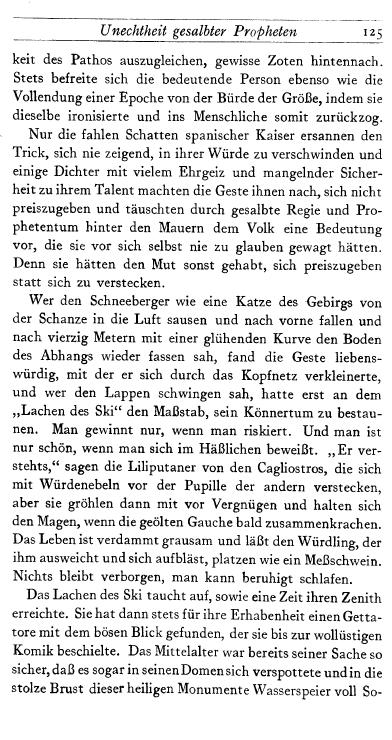 Unechtheit gesalbter Propheten 125
keit des Pathos auszugleichen, gewisse Zoten hintennach.
Stets befreite sich die bedeutende Person ebenso wie die
Vollendung einer Epoche von der Bürde der Größe, indem sie
dieselbe ironisierte und ins Menschliche somit zurückzog.
Nur die fahlen Schatten spanischer Kaiser ersannen den
Trick, sich nie zeigend, in ihrer Würde zu verschwinden und
einige Dichter mit vielem Ehrgeiz und mangelnder Sicher-
heit zu ihrem Talent machten die Geste ihnen nach, sich nicht
preiszugeben und täuschten durch gesalbte Regie und Pro-
phetentum hinter den Mauern dem Volk eine Bedeutung
vor, die sie vor sich selbst nie zu glauben gewagt hätten.
Denn sie hätten den Mut sonst gehabt, sich preiszugeben
statt sich zu verstecken.
Wer den Schneeberger wie eine Katze des Gebirgs von
der Schanze in die Luft sausen und nach vorne fallen und
nach vierzig Metern mit einer glühenden Kurve den Boden
des Abhangs wieder fassen sah, fand die Geste liebens-
würdig, mit der er sich durch das Kopfnetz verkleinerte,
und wer den Lappen schwingen sah, hatte erst an dem
„Lachen des Ski“ den Maßstab, sein Könnertum zu bestau-
nen. Man gewinnt nur, wenn man riskiert. Und man ist
nur schön, wenn man sich im Häßlichen beweißt. „Er ver-
stehts,“ sagen die Liliputaner von den Cagliostros, die sich
mit Würdenebeln vor der Pupille der andern verstecken,
aber sie gröhlen dann mit vor Vergnügen und halten sich
den Magen, wenn die geölten Gauche bald zusammenkrachen.
Das Leben ist verdammt grausam und läßt den Würdling, der
ihm ausweicht und sich aufbläst, platzen wie ein Meßschwein.
Nichts bleibt verborgen, man kann beruhigt schlafen.
Das Lachen des Ski taucht auf, sowie eine Zeit ihren Zenith
erreichte. Sie hat dann stets für ihre Erhabenheit einen Getta-
tore mit dem bösen Blick gefunden, der sie bis zur wollüstigen
Komik beschielte. Das Mittelalter war bereits seiner Sache so
sicher, daß es sogar in seinen Domen sich verspottete und in die
stolze Brust dieser heiligen Monumente Wasserspeier voll So-